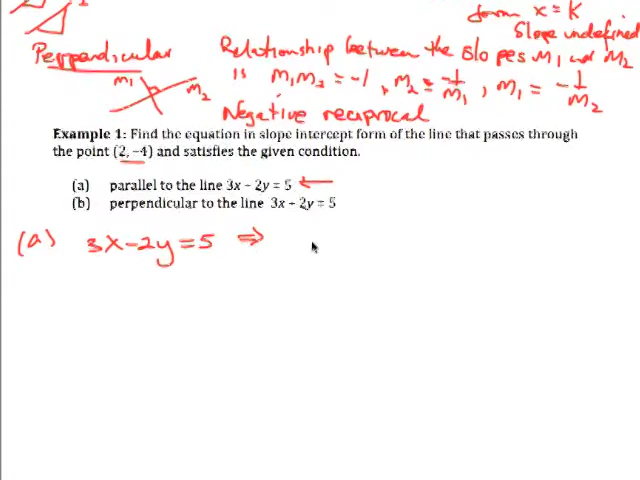 form x = K
Slope undefined
Perpendicular
m1 m2
Relationship between the slopes m1 and m2
is m1m2 = -1 , m2 = -1/m1 , m1 = -1/m2
Negative reciprocal
Example 1: Find the equation in slope intercept form of the line that passes through
the point (2, -4) and satisfies the given condition.
(a) parallel to the line 3x - 2y = 5 ←
(b) perpendicular to the line 3x - 2y = 5
(a) 3x-2y=5 ⇒